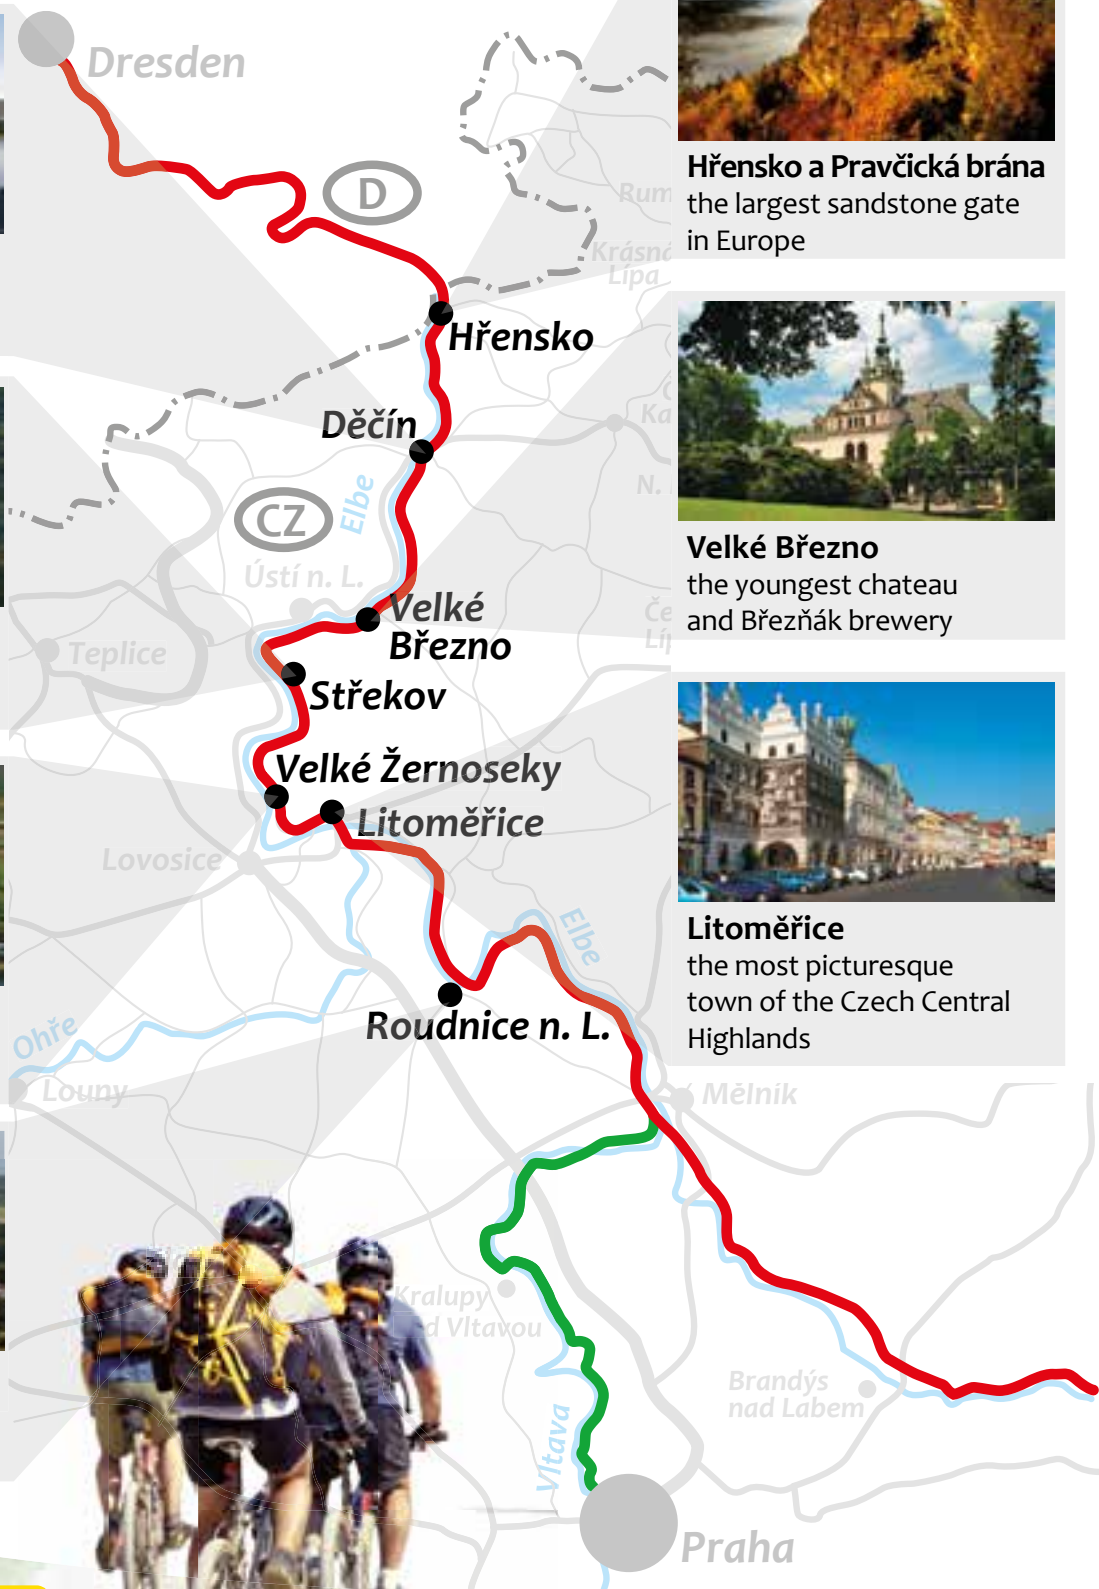 Dresden
D
Hřensko a Pravčická brána
the largest sandstone gate
in Europe
Krásná
Lípa
Hřensko
Děčín
Elbe
CZ
Ústí n. L.
Velké
Březno
Teplice
Střekov
Velké Březno
the youngest chateau
and Březňák brewery
Velké Žernoseky
Litoměřice
Lovosice
Elbe
Litoměřice
the most picturesque
town of the Czech Central
Highlands
Roudnice n. L.
Ohře
Louny
Mělník
Kralupy
Vltavou
Brandýs
nad Labem
Vltava
Praha